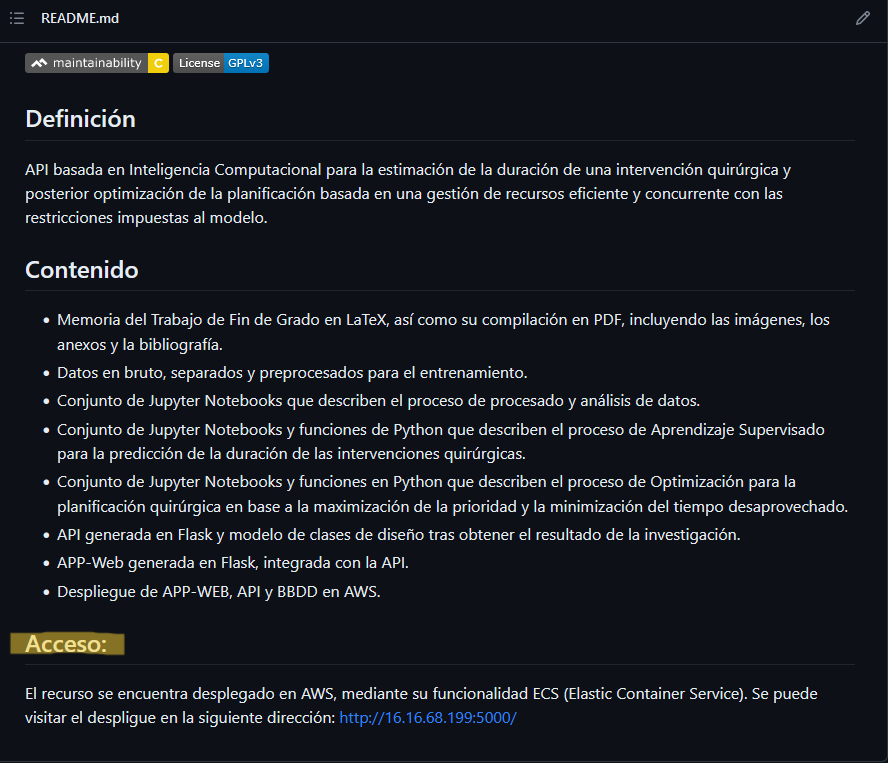 README.md
maintainability C License GPLv3
Definición
API basada en Inteligencia Computacional para la estimación de la duración de una intervención quirúrgica y
posterior optimización de la planificación basada en una gestión de recursos eficiente y concurrente con las
restricciones impuestas al modelo.
Contenido
Memoria del Trabajo de Fin de Grado en LaTeX, así como su compilación en PDF, incluyendo las imágenes, los
anexos y la bibliografía.
Datos en bruto, separados y preprocesados para el entrenamiento.
Conjunto de Jupyter Notebooks que describen el proceso de procesado y análisis de datos.
Conjunto de Jupyter Notebooks y funciones de Python que describen el proceso de Aprendizaje Supervisado
para la predicción de la duración de las intervenciones quirúrgicas.
Conjunto de Jupyter Notebooks y funciones en Python que describen el proceso de Optimización para la
planificación quirúrgica en base a la maximización de la prioridad y la minimización del tiempo desaprovechado.
API generada en Flask y modelo de clases de diseño tras obtener el resultado de la investigación.
APP-Web generada en Flask, integrada con la API.
Despliegue de APP-WEB, API y BBDD en AWS.
Acceso:
El recurso se encuentra desplegado en AWS, mediante su funcionalidad ECS (Elastic Container Service). Se puede
visitar el despligue en la siguiente dirección: http://16.16.68.199:5000/